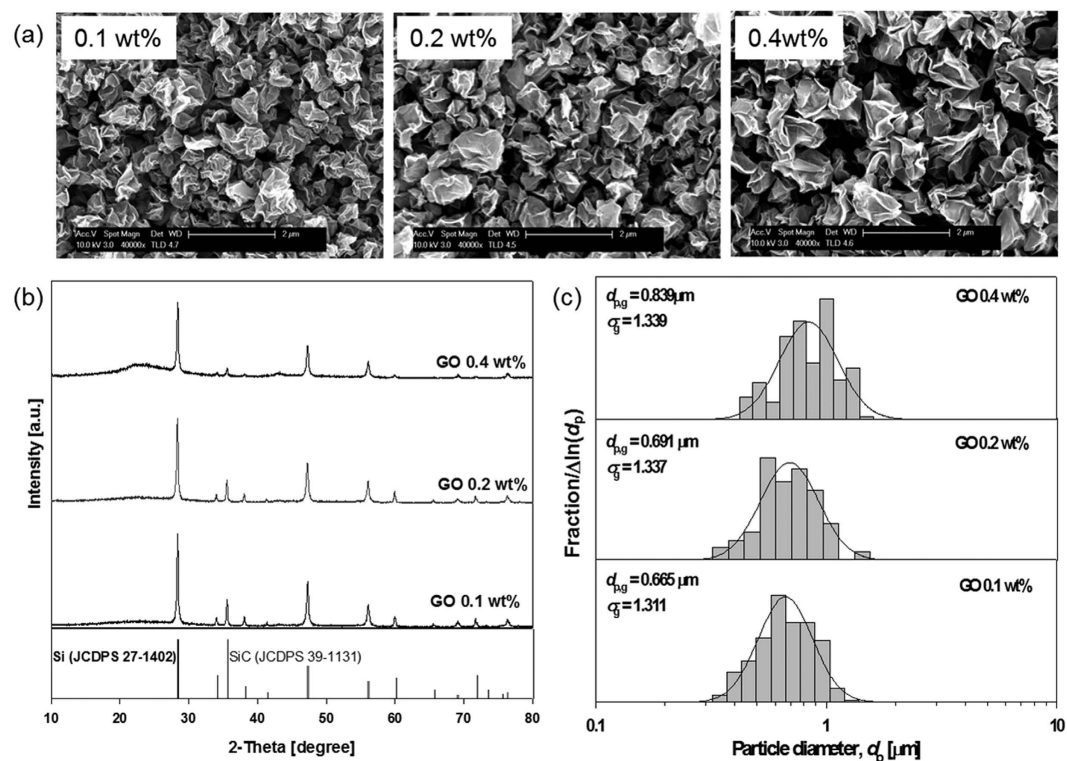 (a)
0.1 wt%
0.2 wt%
0.4wt%
Acc.V Spot Magn Det WD
10.0 kV 3.0 40000x TLD 4.7
2 μm
Acc.V Spot Magn Det WD
10.0 kV 3.0 40000x TLD 4.5
2 μm
Acc.V Spot Magn Det WD
10.0 kV 3.0 40000x TLD 4.6
2 μm
(b)
Intensity [a.u.]
GO 0.4 wt%
GO 0.2 wt%
GO 0.1 wt%
Si (JCDPS 27-1402)
SiC (JCDPS 39-1131)
10 20 30 40 50 60 70 80
2-Theta [degree]
(c)
Fraction/Δln(dp)
dp,g = 0.839μm
σg = 1.339
GO 0.4 wt%
dp,g = 0.691 μm
σg = 1.337
GO 0.2 wt%
dp,g = 0.665 μm
σg = 1.311
GO 0.1 wt%
0.1 1 10
Particle diameter, dp [μm]